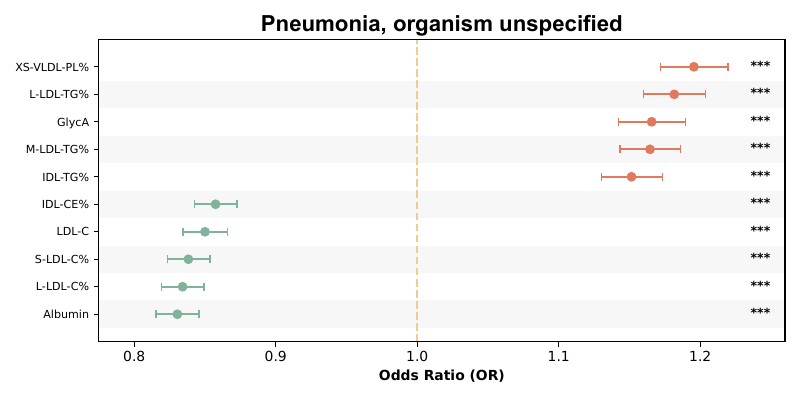 Pneumonia, organism unspecified
XS-VLDL-PL% ***
L-LDL-TG% ***
GlycA ***
M-LDL-TG% ***
IDL-TG% ***
IDL-CE% ***
LDL-C ***
S-LDL-C% ***
L-LDL-C% ***
Albumin ***
0.8 0.9 1.0 1.1 1.2
Odds Ratio (OR)